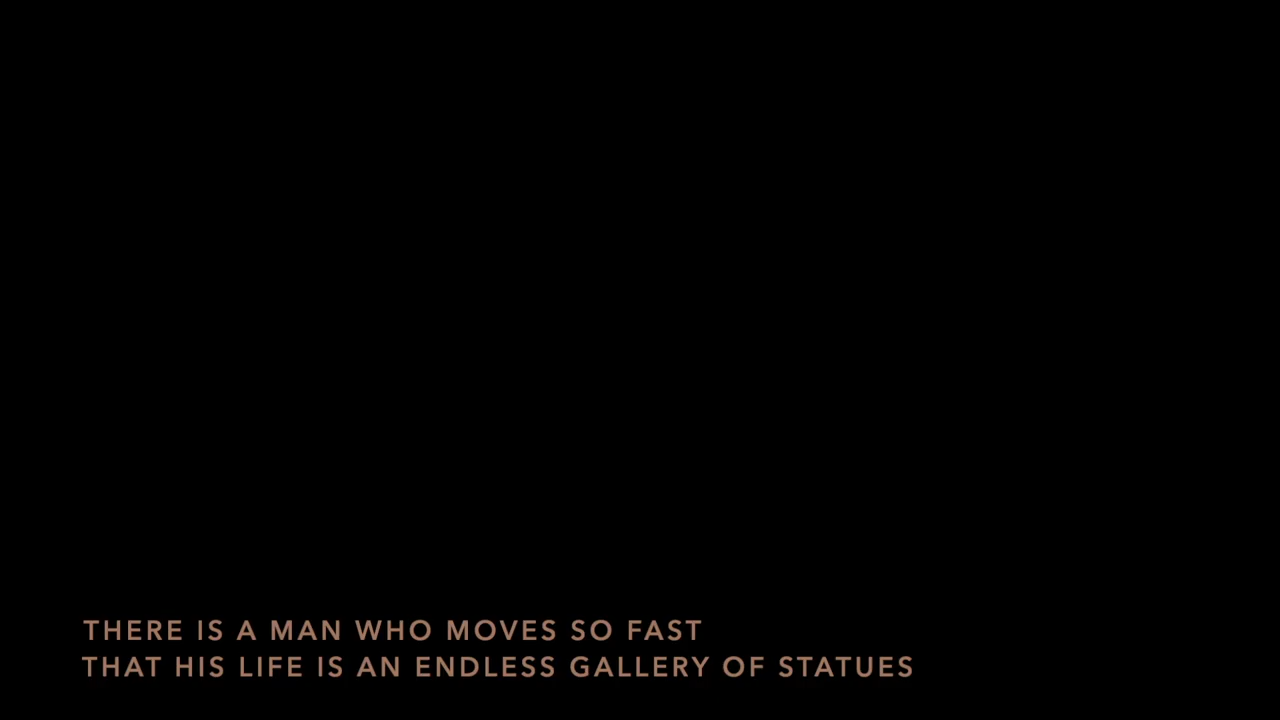 THERE IS A MAN WHO MOVES SO FAST
THAT HIS LIFE IS AN ENDLESS GALLERY OF STATUES